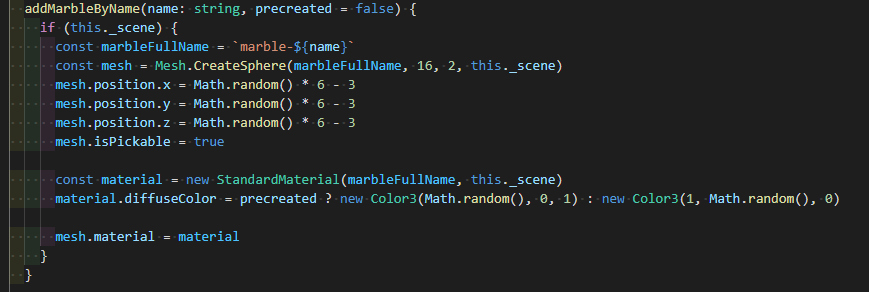 addMarbleByName(name: string, precreated = false) {
  if (this._scene) {
    const marbleFullName = `marble-${name}`
    const mesh = Mesh.CreateSphere(marbleFullName, 16, 2, this._scene)
    mesh.position.x = Math.random() * 6 - 3
    mesh.position.y = Math.random() * 6 - 3
    mesh.position.z = Math.random() * 6 - 3
    mesh.isPickable = true

    const material = new StandardMaterial(marbleFullName, this._scene)
    material.diffuseColor = precreated ? new Color3(Math.random(), 0, 1) : new Color3(1, Math.random(), 0)

    mesh.material = material
  }
}